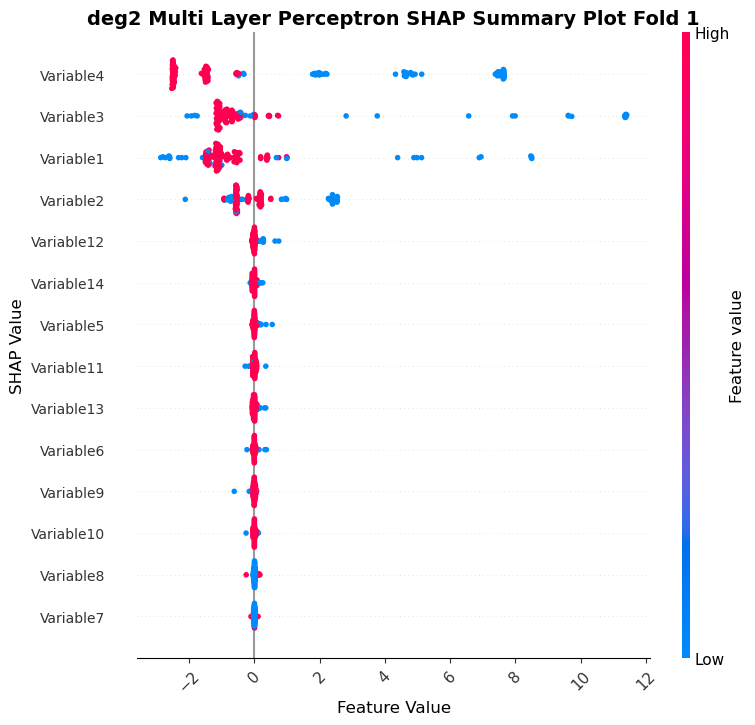 deg2 Multi Layer Perceptron SHAP Summary Plot Fold 1
High
Variable4
Variable3
Variable1
Variable2
Variable12
Variable14
Variable5
Variable11
Variable13
Variable6
Variable9
Variable10
Variable8
Variable7
SHAP Value
Feature value
Low
−2 0 2 4 6 8 10 12
Feature Value